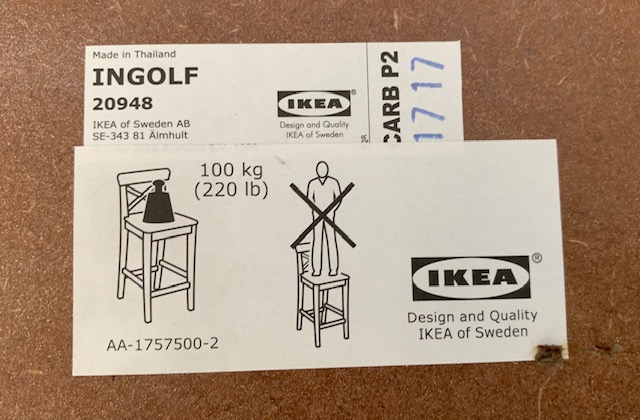 Made in Thailand
INGOLF
20948
IKEA of Sweden AB
SE-343 81 Älmhult
IKEA®
Design and Quality
IKEA of Sweden
CARB P2
1717
100 kg
(220 lb)
AA-1757500-2
IKEA®
Design and Quality
IKEA of Sweden